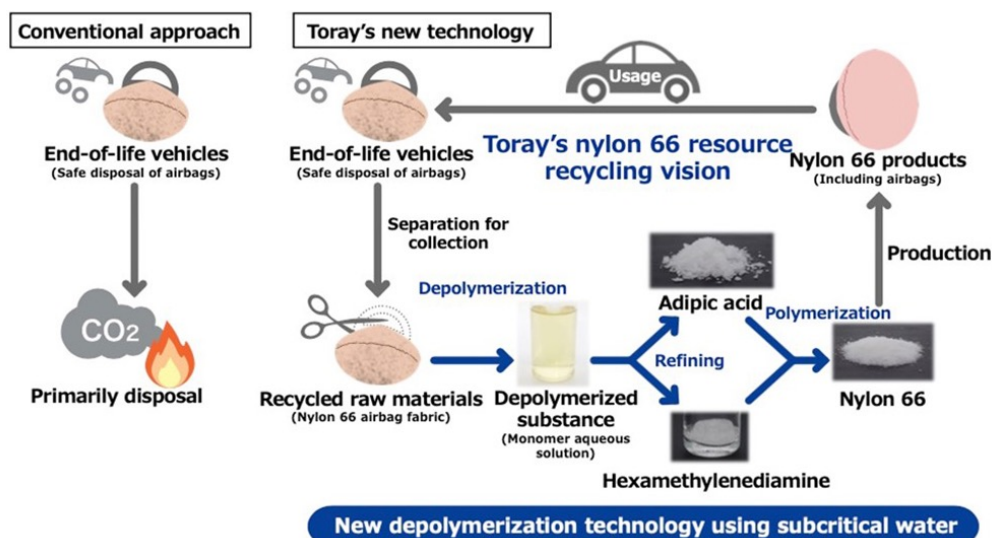 Conventional approach
End-of-life vehicles
(Safe disposal of airbags)
CO2
Primarily disposal
Toray's new technology
End-of-life vehicles
(Safe disposal of airbags)
Usage
Toray's nylon 66 resource
recycling vision
Nylon 66 products
(Including airbags)
Separation for
collection
Recycled raw materials
(Nylon 66 airbag fabric)
Depolymerization
Depolymerized
substance
(Monomer aqueous
solution)
Refining
Adipic acid
Hexamethylenediamine
Polymerization
Nylon 66
Production
New depolymerization technology using subcritical water